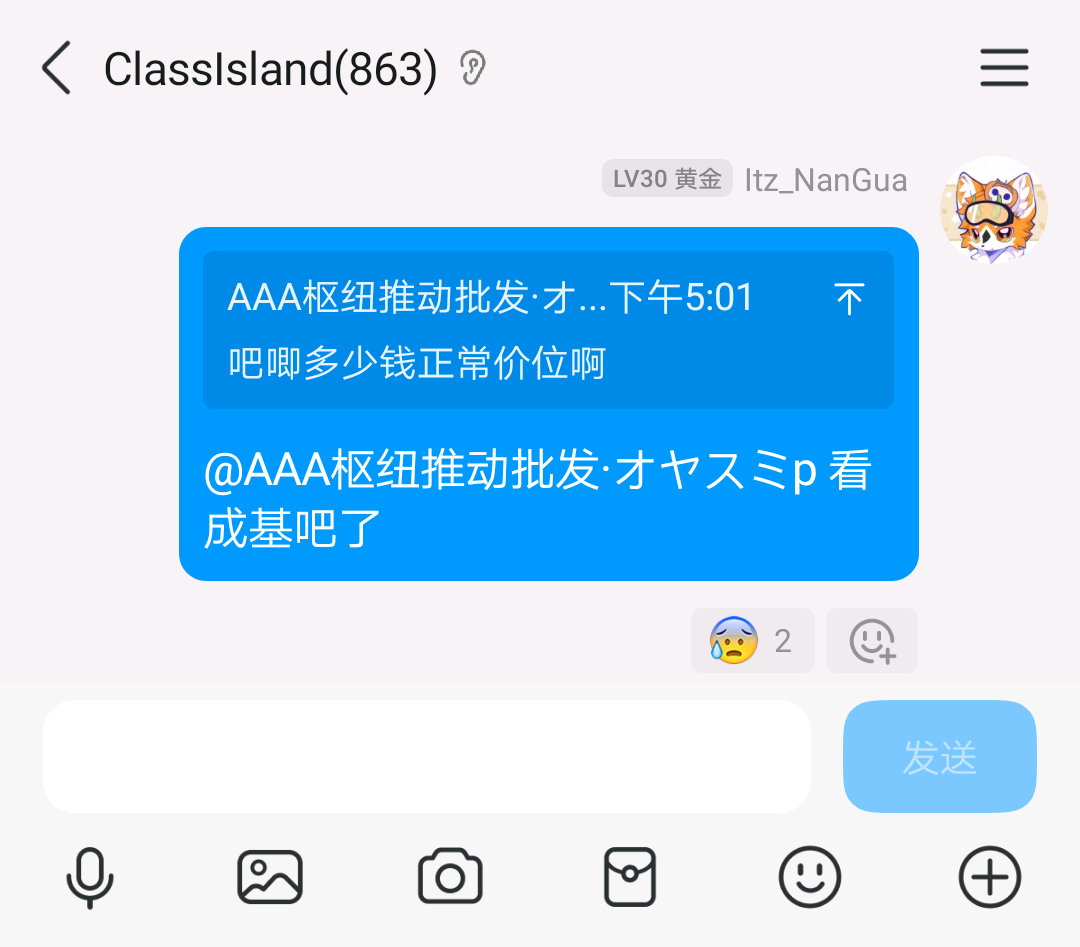 ClassIsland(863)
LV30 黄金 Itz_NanGua
AAA枢纽推动批发·オ...下午5:01
吧唧多少钱正常价位啊
@AAA枢纽推动批发·オヤスミp 看
成基吧了
2
发送